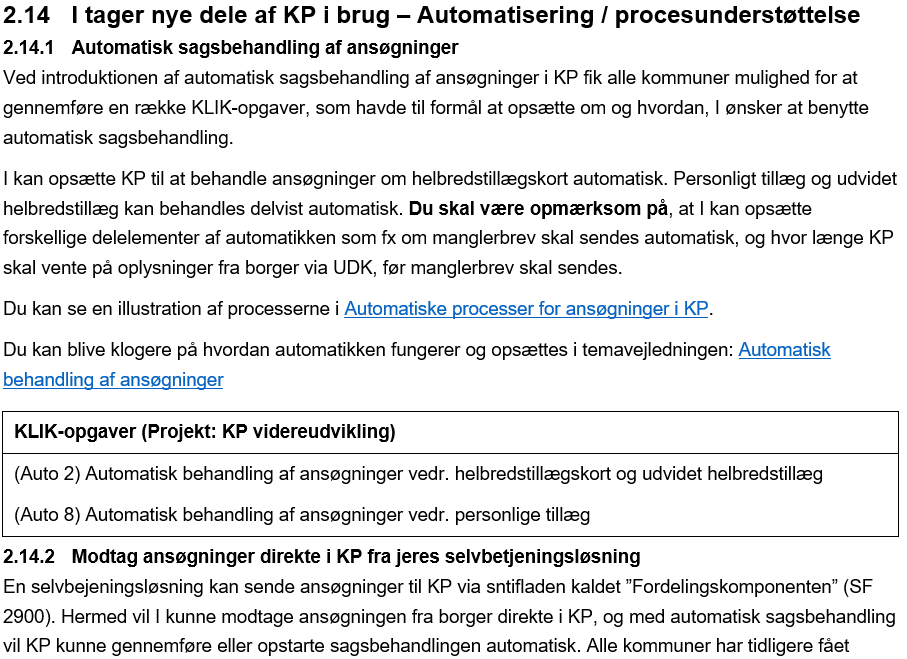 2.14 I tager nye dele af KP i brug – Automatisering / procesunderstøttelse
2.14.1 Automatisk sagsbehandling af ansøgninger
Ved introduktionen af automatisk sagsbehandling af ansøgninger i KP fik alle kommuner mulighed for at
gennemføre en række KLIK-opgaver, som havde til formål at opsætte om og hvordan, I ønsker at benytte
automatisk sagsbehandling.
I kan opsætte KP til at behandle ansøgninger om helbredstillægskort automatisk. Personligt tillæg og udvidet
helbredstillæg kan behandles delvist automatisk. Du skal være opmærksom på, at I kan opsætte
forskellige delelementer af automatikken som fx om manglerbrev skal sendes automatisk, og hvor længe KP
skal vente på oplysninger fra borger via UDK, før manglerbrev skal sendes.
Du kan se en illustration af processerne i Automatiske processer for ansøgninger i KP.
Du kan blive klogere på hvordan automatikken fungerer og opsættes i temavejledningen: Automatisk
behandling af ansøgninger
KLIK-opgaver (Projekt: KP videreudvikling)
(Auto 2) Automatisk behandling af ansøgninger vedr. helbredstillægskort og udvidet helbredstillæg
(Auto 8) Automatisk behandling af ansøgninger vedr. personlige tillæg
2.14.2 Modtag ansøgninger direkte i KP fra jeres selvbetjeningsløsning
En selvbejeningsløsning kan sende ansøgninger til KP via sntifladen kaldet ”Fordelingskomponenten” (SF
2900). Hermed vil I kunne modtage ansøgningen fra borger direkte i KP, og med automatisk sagsbehandling
vil KP kunne gennemføre eller opstarte sagsbehandlingen automatisk. Alle kommuner har tidligere fået